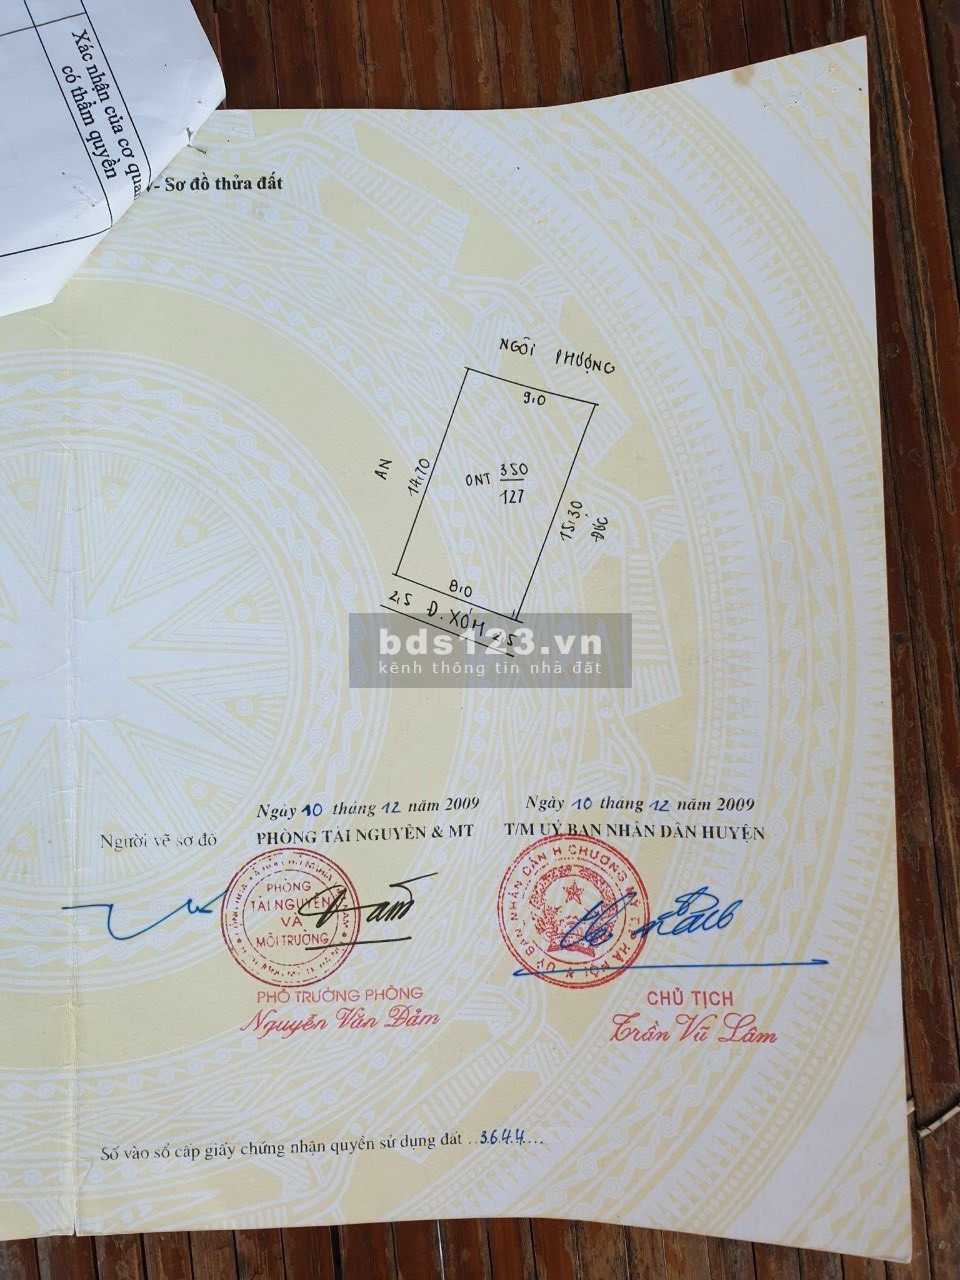 Xác nhận của cơ quan
có thẩm quyền
V- Sơ đồ thửa đất
NGÔI PHƯỢNG
9,0
AN
14,70
ONT 350
127
15,30
ĐỨC
8,0
2,5 Đ. XÓM 2,5
bds123.vn
kênh thông tin nhà đất
Ngày 10 tháng 12 năm 2009
Ngày 10 tháng 12 năm 2009
Người vẽ sơ đồ
PHÒNG TÀI NGUYÊN & MT
T/M UỶ BAN NHÂN DÂN HUYỆN
PHÒNG
TÀI NGUYÊN
VÀ
MÔI TRƯỜNG
PHÓ TRƯỞNG PHÒNG
Nguyễn Văn Đảm
CHỦ TỊCH
Trần Vũ Lâm
Số vào sổ cấp giấy chứng nhận quyền sử dụng đất ..3644....